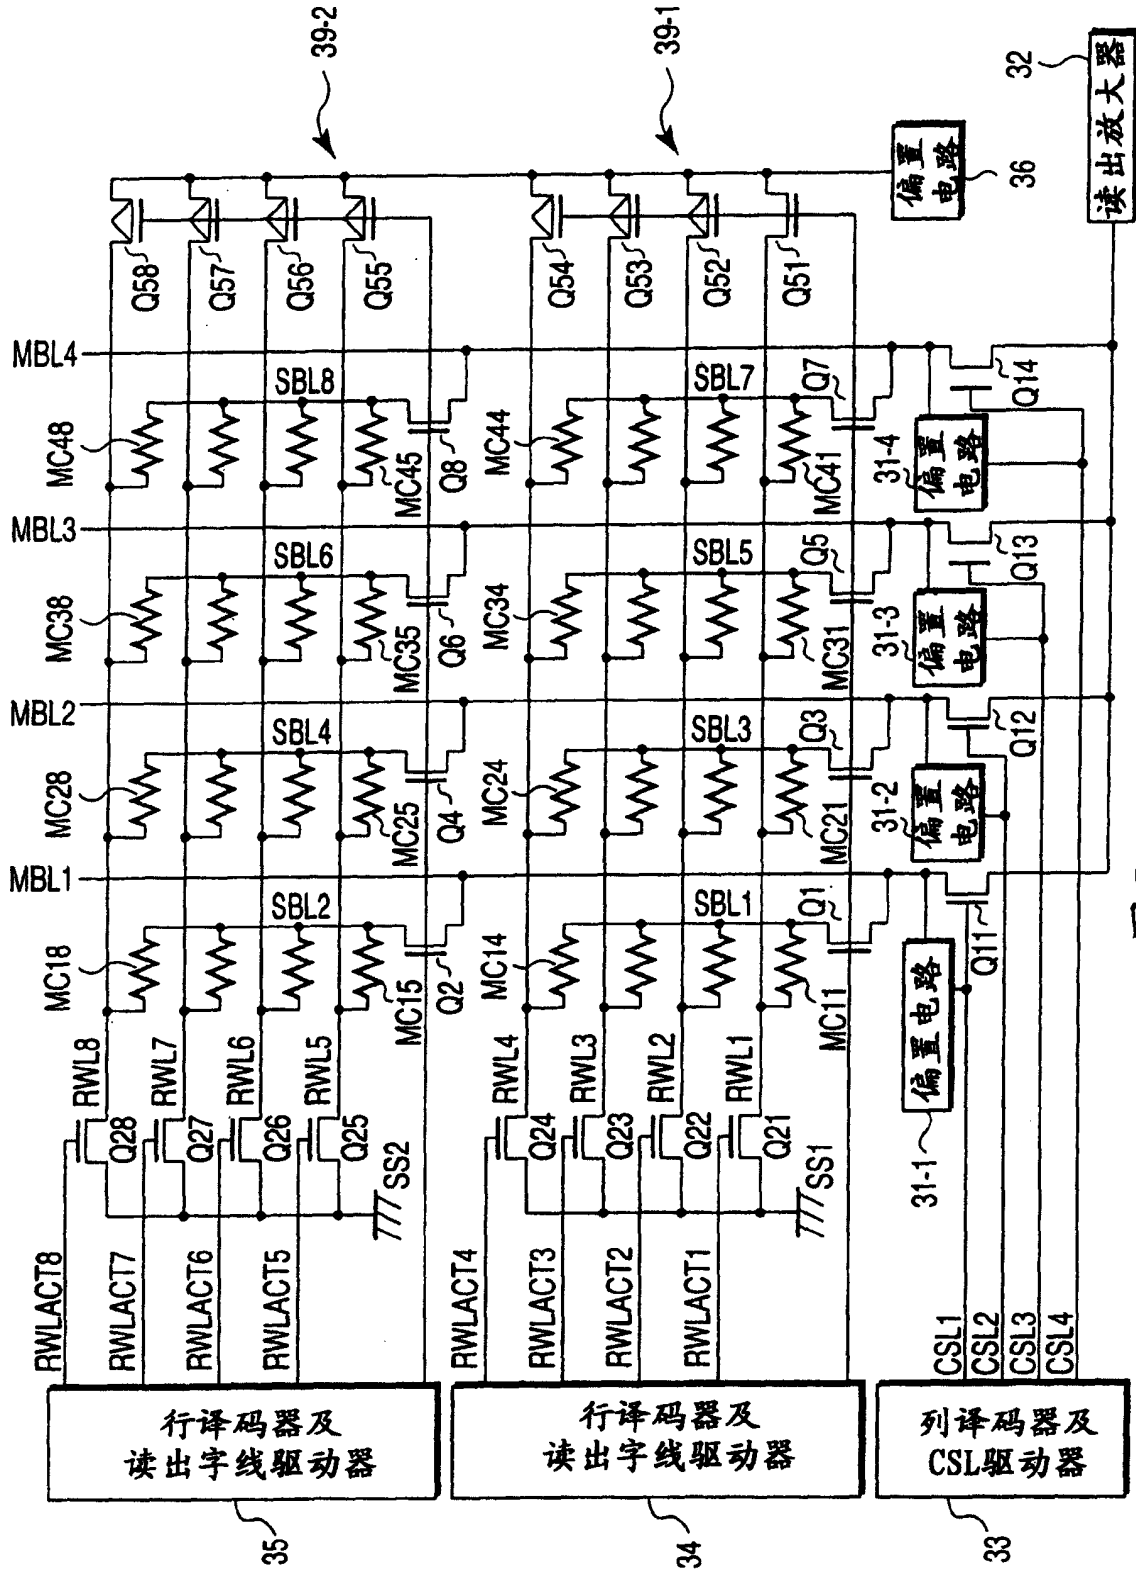 39-2
39-1
32
读出放大器
偏置
电路
36
Q58
Q57
Q56
Q55
Q54
Q53
Q52
Q51
MBL4
MC48
SBL8
MC45
Q8
MC44
SBL7
MC41
Q7
31-4
偏置
电路
Q14
MBL3
MC38
SBL6
MC35
Q6
MC34
SBL5
MC31
Q5
31-3
偏置
电路
Q13
MBL2
MC28
SBL4
MC25
Q4
MC24
SBL3
MC21
Q3
31-2
偏置
电路
Q12
MBL1
MC18
SBL2
MC15
Q2
MC14
SBL1
MC11
Q1
31-1
偏置电路
Q11
RWL8
RWL7
RWL6
RWL5
RWL4
RWL3
RWL2
RWL1
Q28
Q27
Q26
Q25
SS2
Q24
Q23
Q22
Q21
SS1
RWLACT8
RWLACT7
RWLACT6
RWLACT5
RWLACT4
RWLACT3
RWLACT2
RWLACT1
CSL1
CSL2
CSL3
CSL4
行译码器及
读出字线驱动器
35
行译码器及
读出字线驱动器
34
列译码器及
CSL驱动器
33